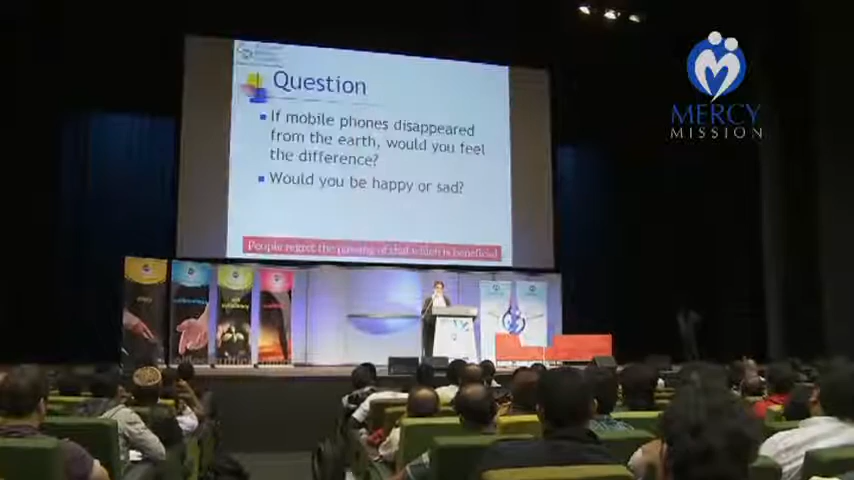 Question
If mobile phones disappeared
from the earth, would you feel
the difference?
Would you be happy or sad?
People regret the passing of that which is beneficial
MERCY
MISSION